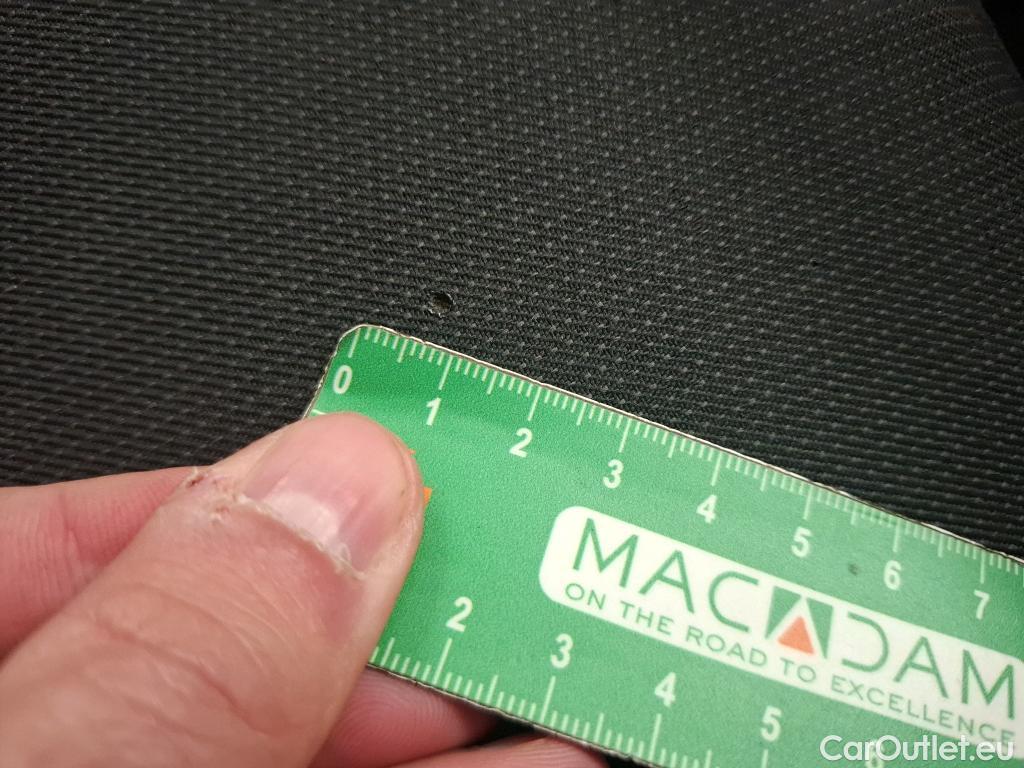 0 1 2 3 4 5 6 7
MACADAM
ON THE ROAD TO EXCELLENCE
2 3 4 5 6
CarOutlet.eu